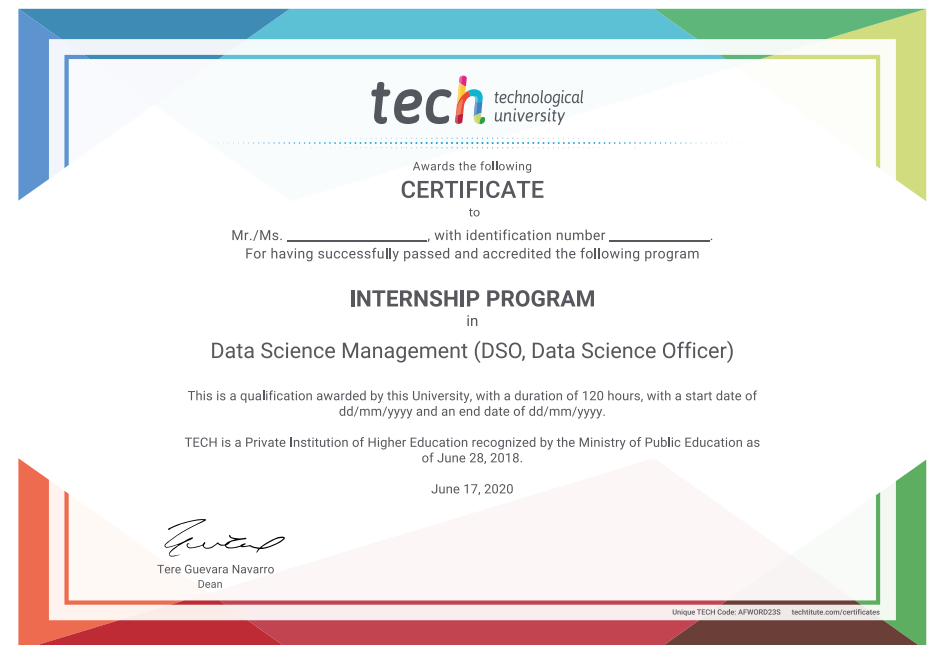 tech technological
university
Awards the following
CERTIFICATE
to
Mr./Ms. ____________________, with identification number ______________.
For having successfully passed and accredited the following program
INTERNSHIP PROGRAM
in
Data Science Management (DSO, Data Science Officer)
This is a qualification awarded by this University, with a duration of 120 hours, with a start date of
dd/mm/yyyy and an end date of dd/mm/yyyy.
TECH is a Private Institution of Higher Education recognized by the Ministry of Public Education as
of June 28, 2018.
June 17, 2020
Tere Guevara Navarro
Dean
Unique TECH Code: AFWORD23S techtitute.com/certificates